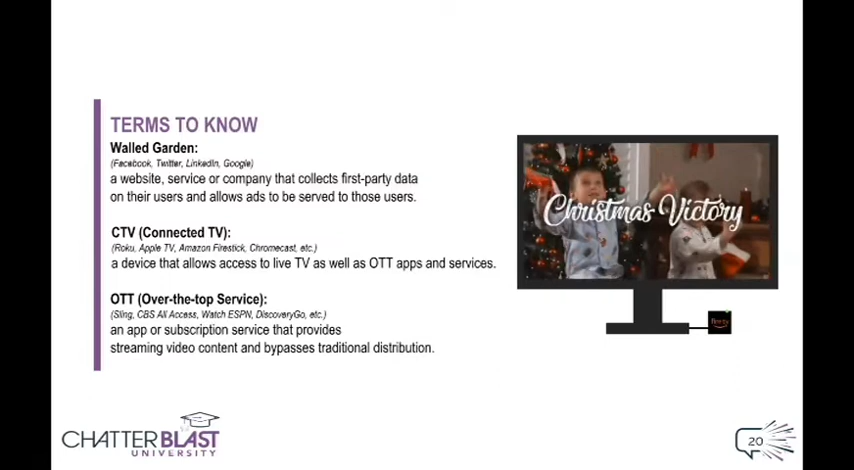 TERMS TO KNOW
Walled Garden:
(Facebook, Twitter, LinkedIn, Google)
a website, service or company that collects first-party data
on their users and allows ads to be served to those users.
CTV (Connected TV):
(Roku, Apple TV, Amazon Firestick, Chromecast, etc.)
a device that allows access to live TV as well as OTT apps and services.
OTT (Over-the-top Service):
(Sling, CBS All Access, Watch ESPN, DiscoveryGo, etc.)
an app or subscription service that provides
streaming video content and bypasses traditional distribution.
Christmas Victory
fire tv
CHATTERBLAST
UNIVERSITY
20